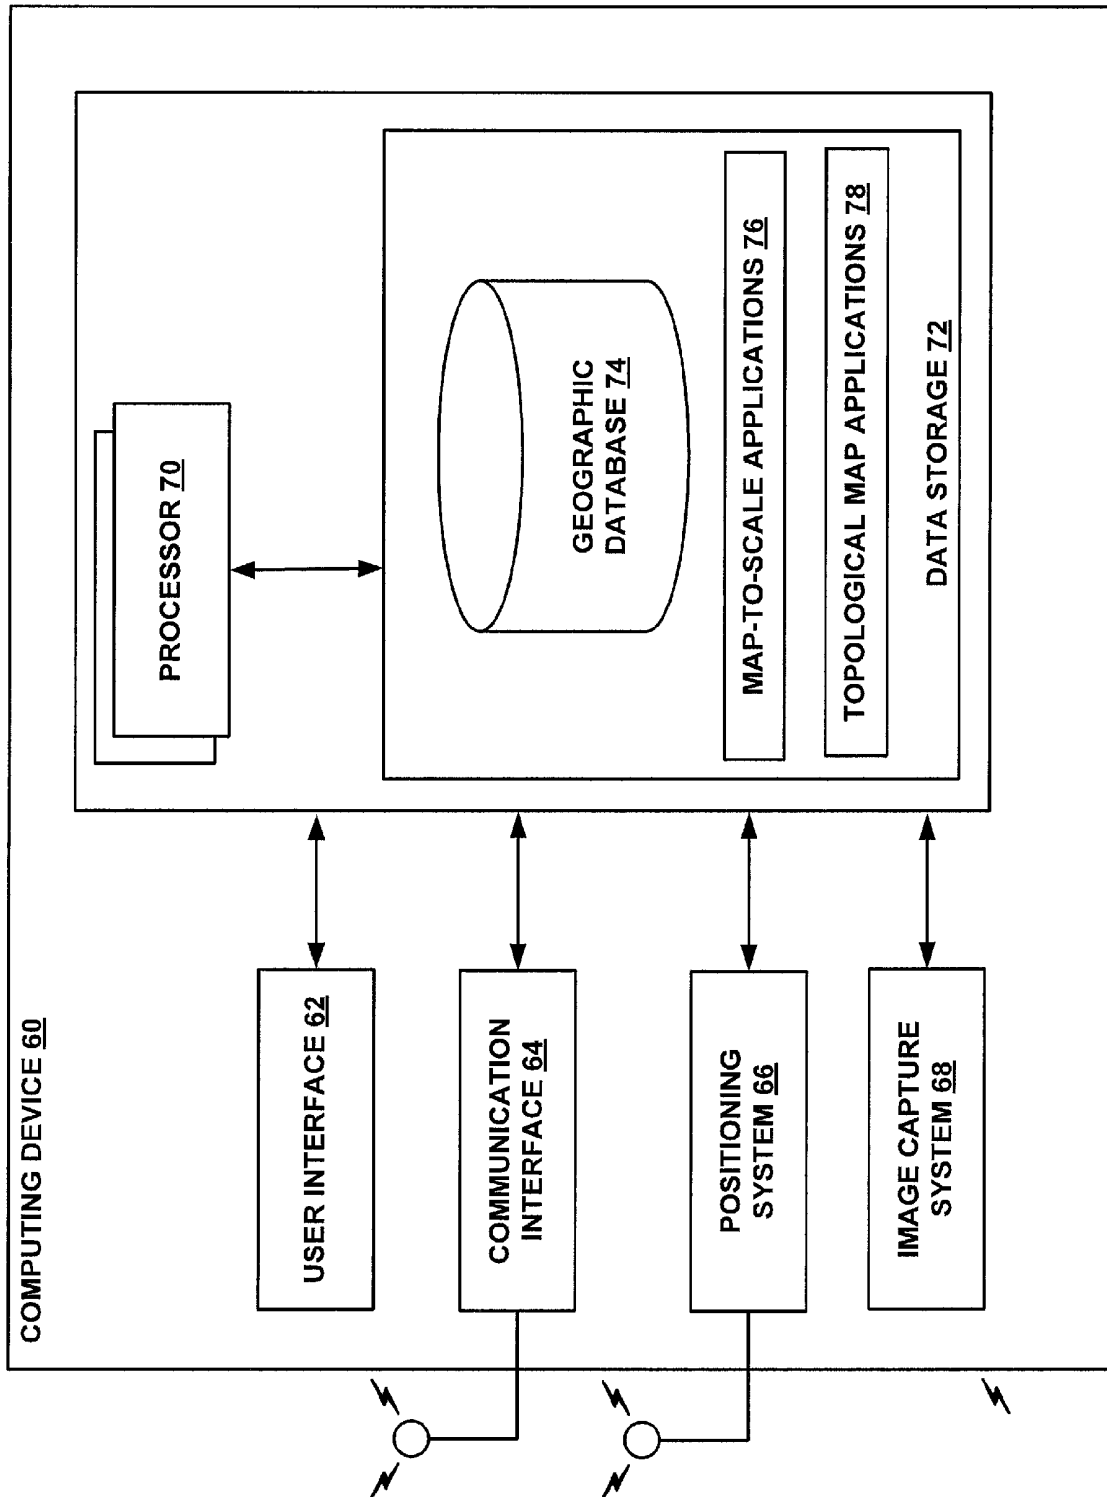 COMPUTING DEVICE 60
USER INTERFACE 62
COMMUNICATION
INTERFACE 64
POSITIONING
SYSTEM 66
IMAGE CAPTURE
SYSTEM 68
PROCESSOR 70
GEOGRAPHIC
DATABASE 74
MAP-TO-SCALE APPLICATIONS 76
TOPOLOGICAL MAP APPLICATIONS 78
DATA STORAGE 72